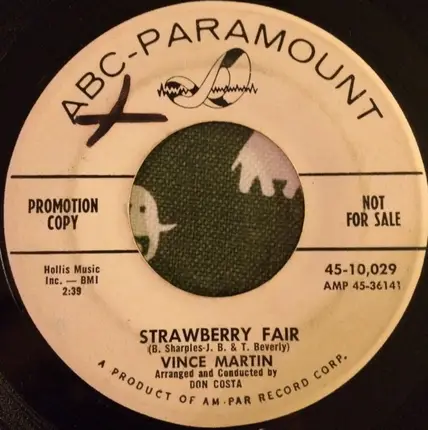 ABC-PARAMOUNT
PROMOTION
COPY
NOT
FOR SALE
Hollis Music
Inc. — BMI
2:39
45-10,029
AMP 45-36141
STRAWBERRY FAIR
(B. Sharples-J. B. & T. Beverly)
VINCE MARTIN
Arranged and Conducted by
DON COSTA
A PRODUCT OF AM-PAR RECORD CORP.